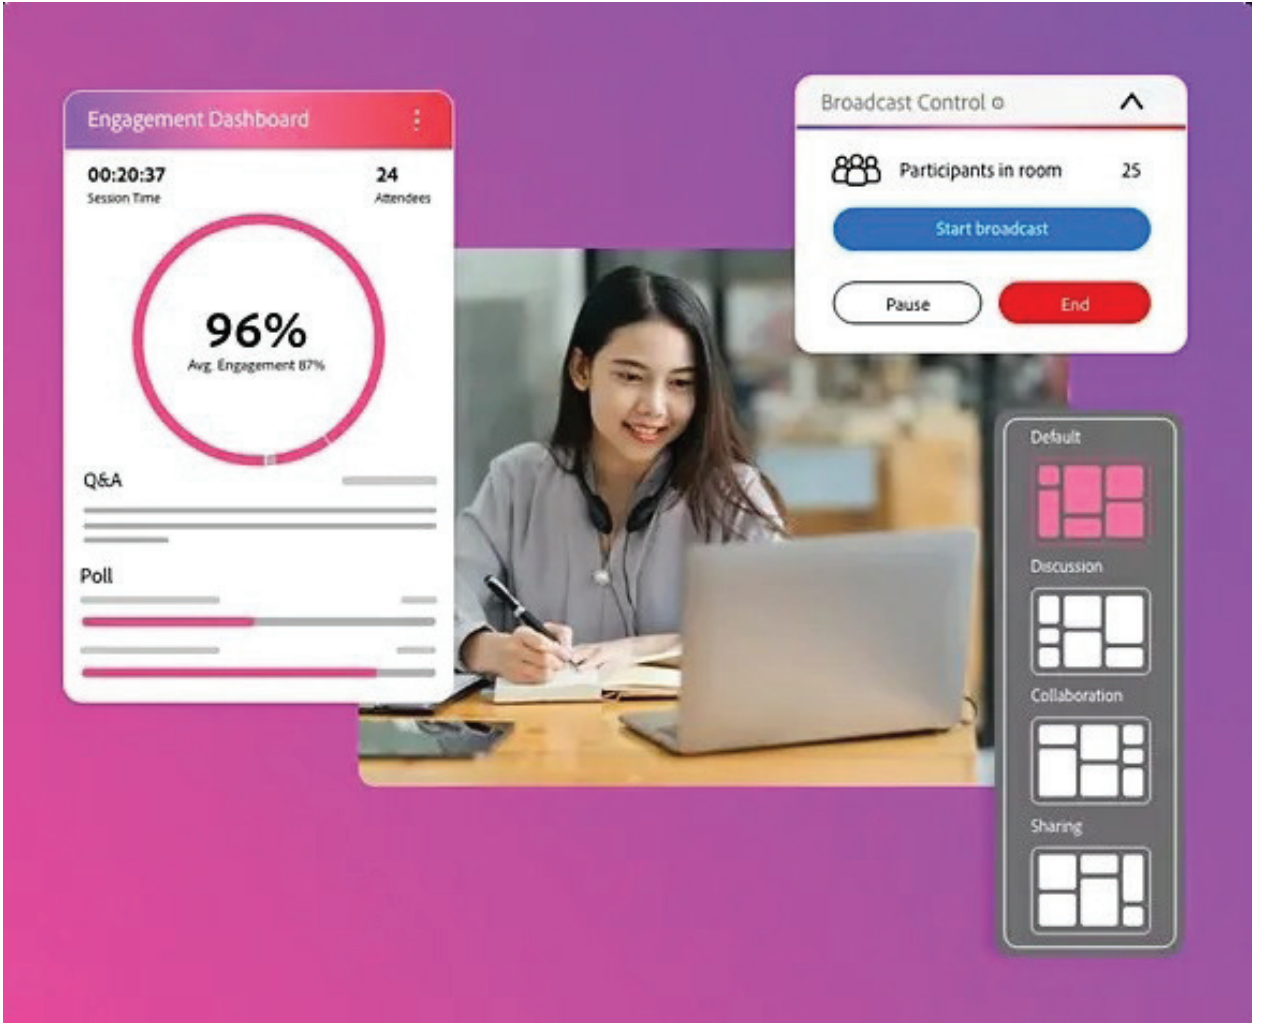 Engagement Dashboard
00:20:37
Session Time
24
Attendees
96%
Avg. Engagement 87%
Q&A
Poll
Broadcast Control
Participants in room 25
Start broadcast
Pause
End
Default
Discussion
Collaboration
Sharing